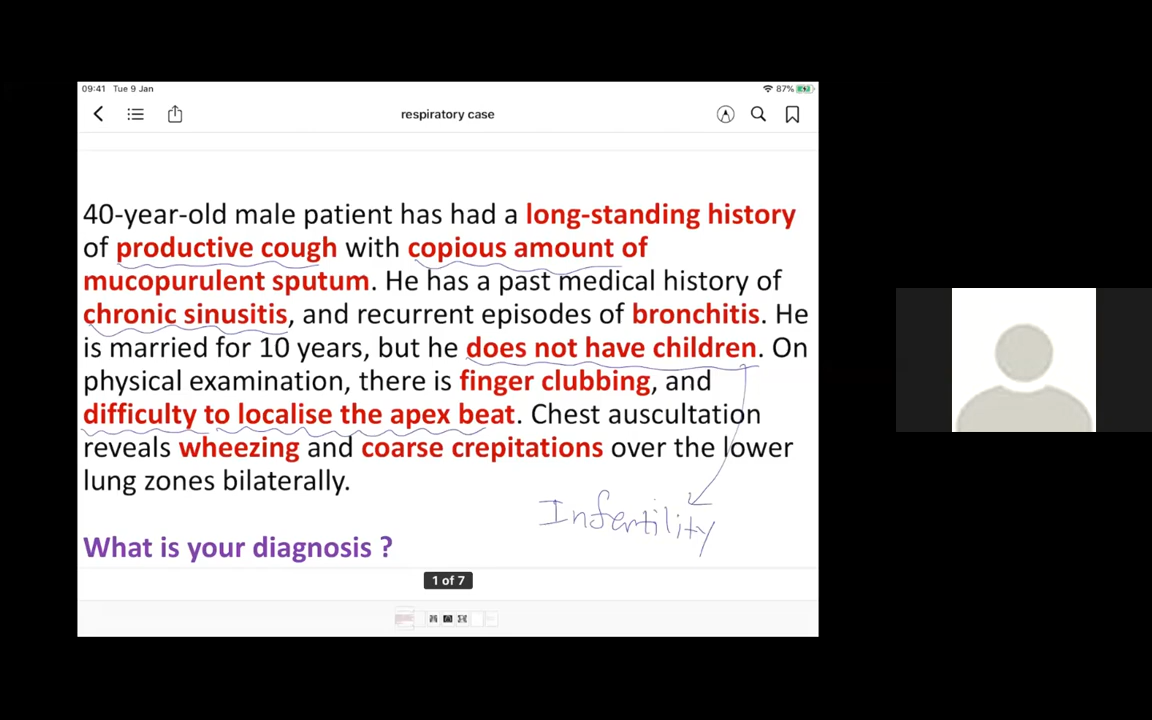 09:41 Tue 9 Jan
87%
respiratory case
40-year-old male patient has had a long-standing history
of productive cough with copious amount of
mucopurulent sputum. He has a past medical history of
chronic sinusitis, and recurrent episodes of bronchitis. He
is married for 10 years, but he does not have children. On
physical examination, there is finger clubbing, and
difficulty to localise the apex beat. Chest auscultation
reveals wheezing and coarse crepitations over the lower
lung zones bilaterally.
Infertility
What is your diagnosis ?
1 of 7